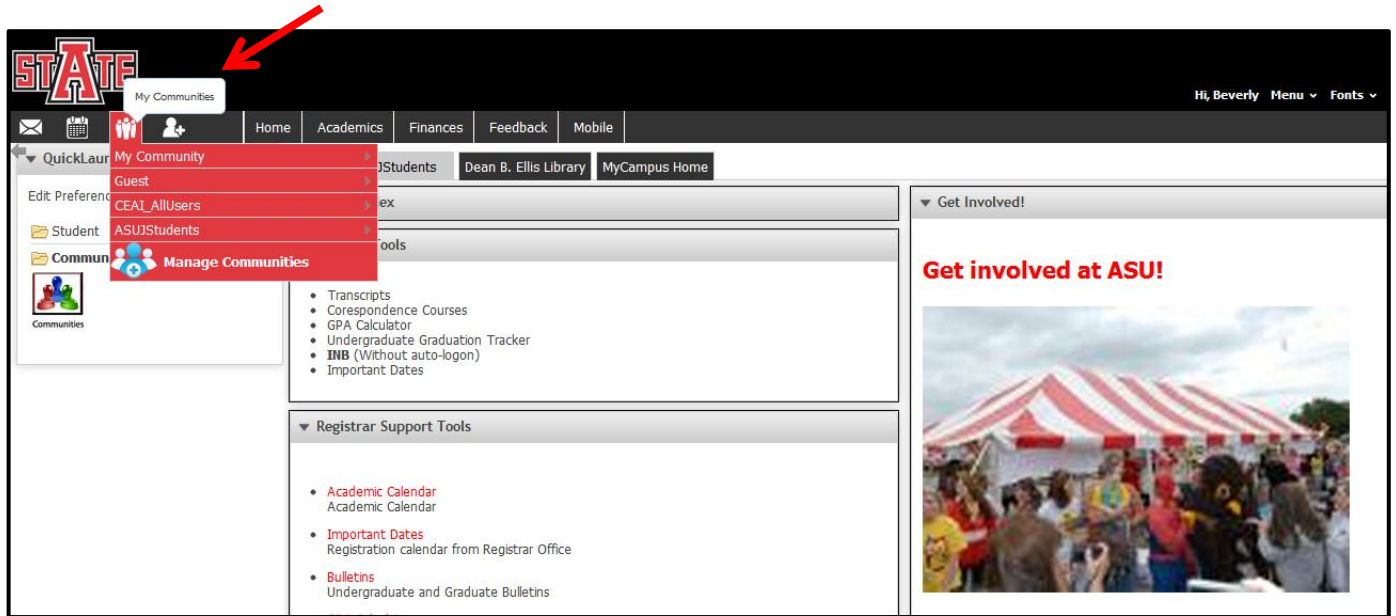 STATE
My Communities
Hi, Beverly Menu Fonts
Home Academics Finances Feedback Mobile
QuickLaun
My Community
Guest
CEAI_AllUsers
ASUJStudents
Manage Communities
Edit Preferenc
Student
Commun
Communities
JStudents Dean B. Ellis Library MyCampus Home
ex
ools
• Transcripts
• Corespondence Courses
• GPA Calculator
• Undergraduate Graduation Tracker
• INB (Without auto-logon)
• Important Dates
Registrar Support Tools
• Academic Calendar
Academic Calendar
• Important Dates
Registration calendar from Registrar Office
• Bulletins
Undergraduate and Graduate Bulletins
Get Involved!
Get involved at ASU!